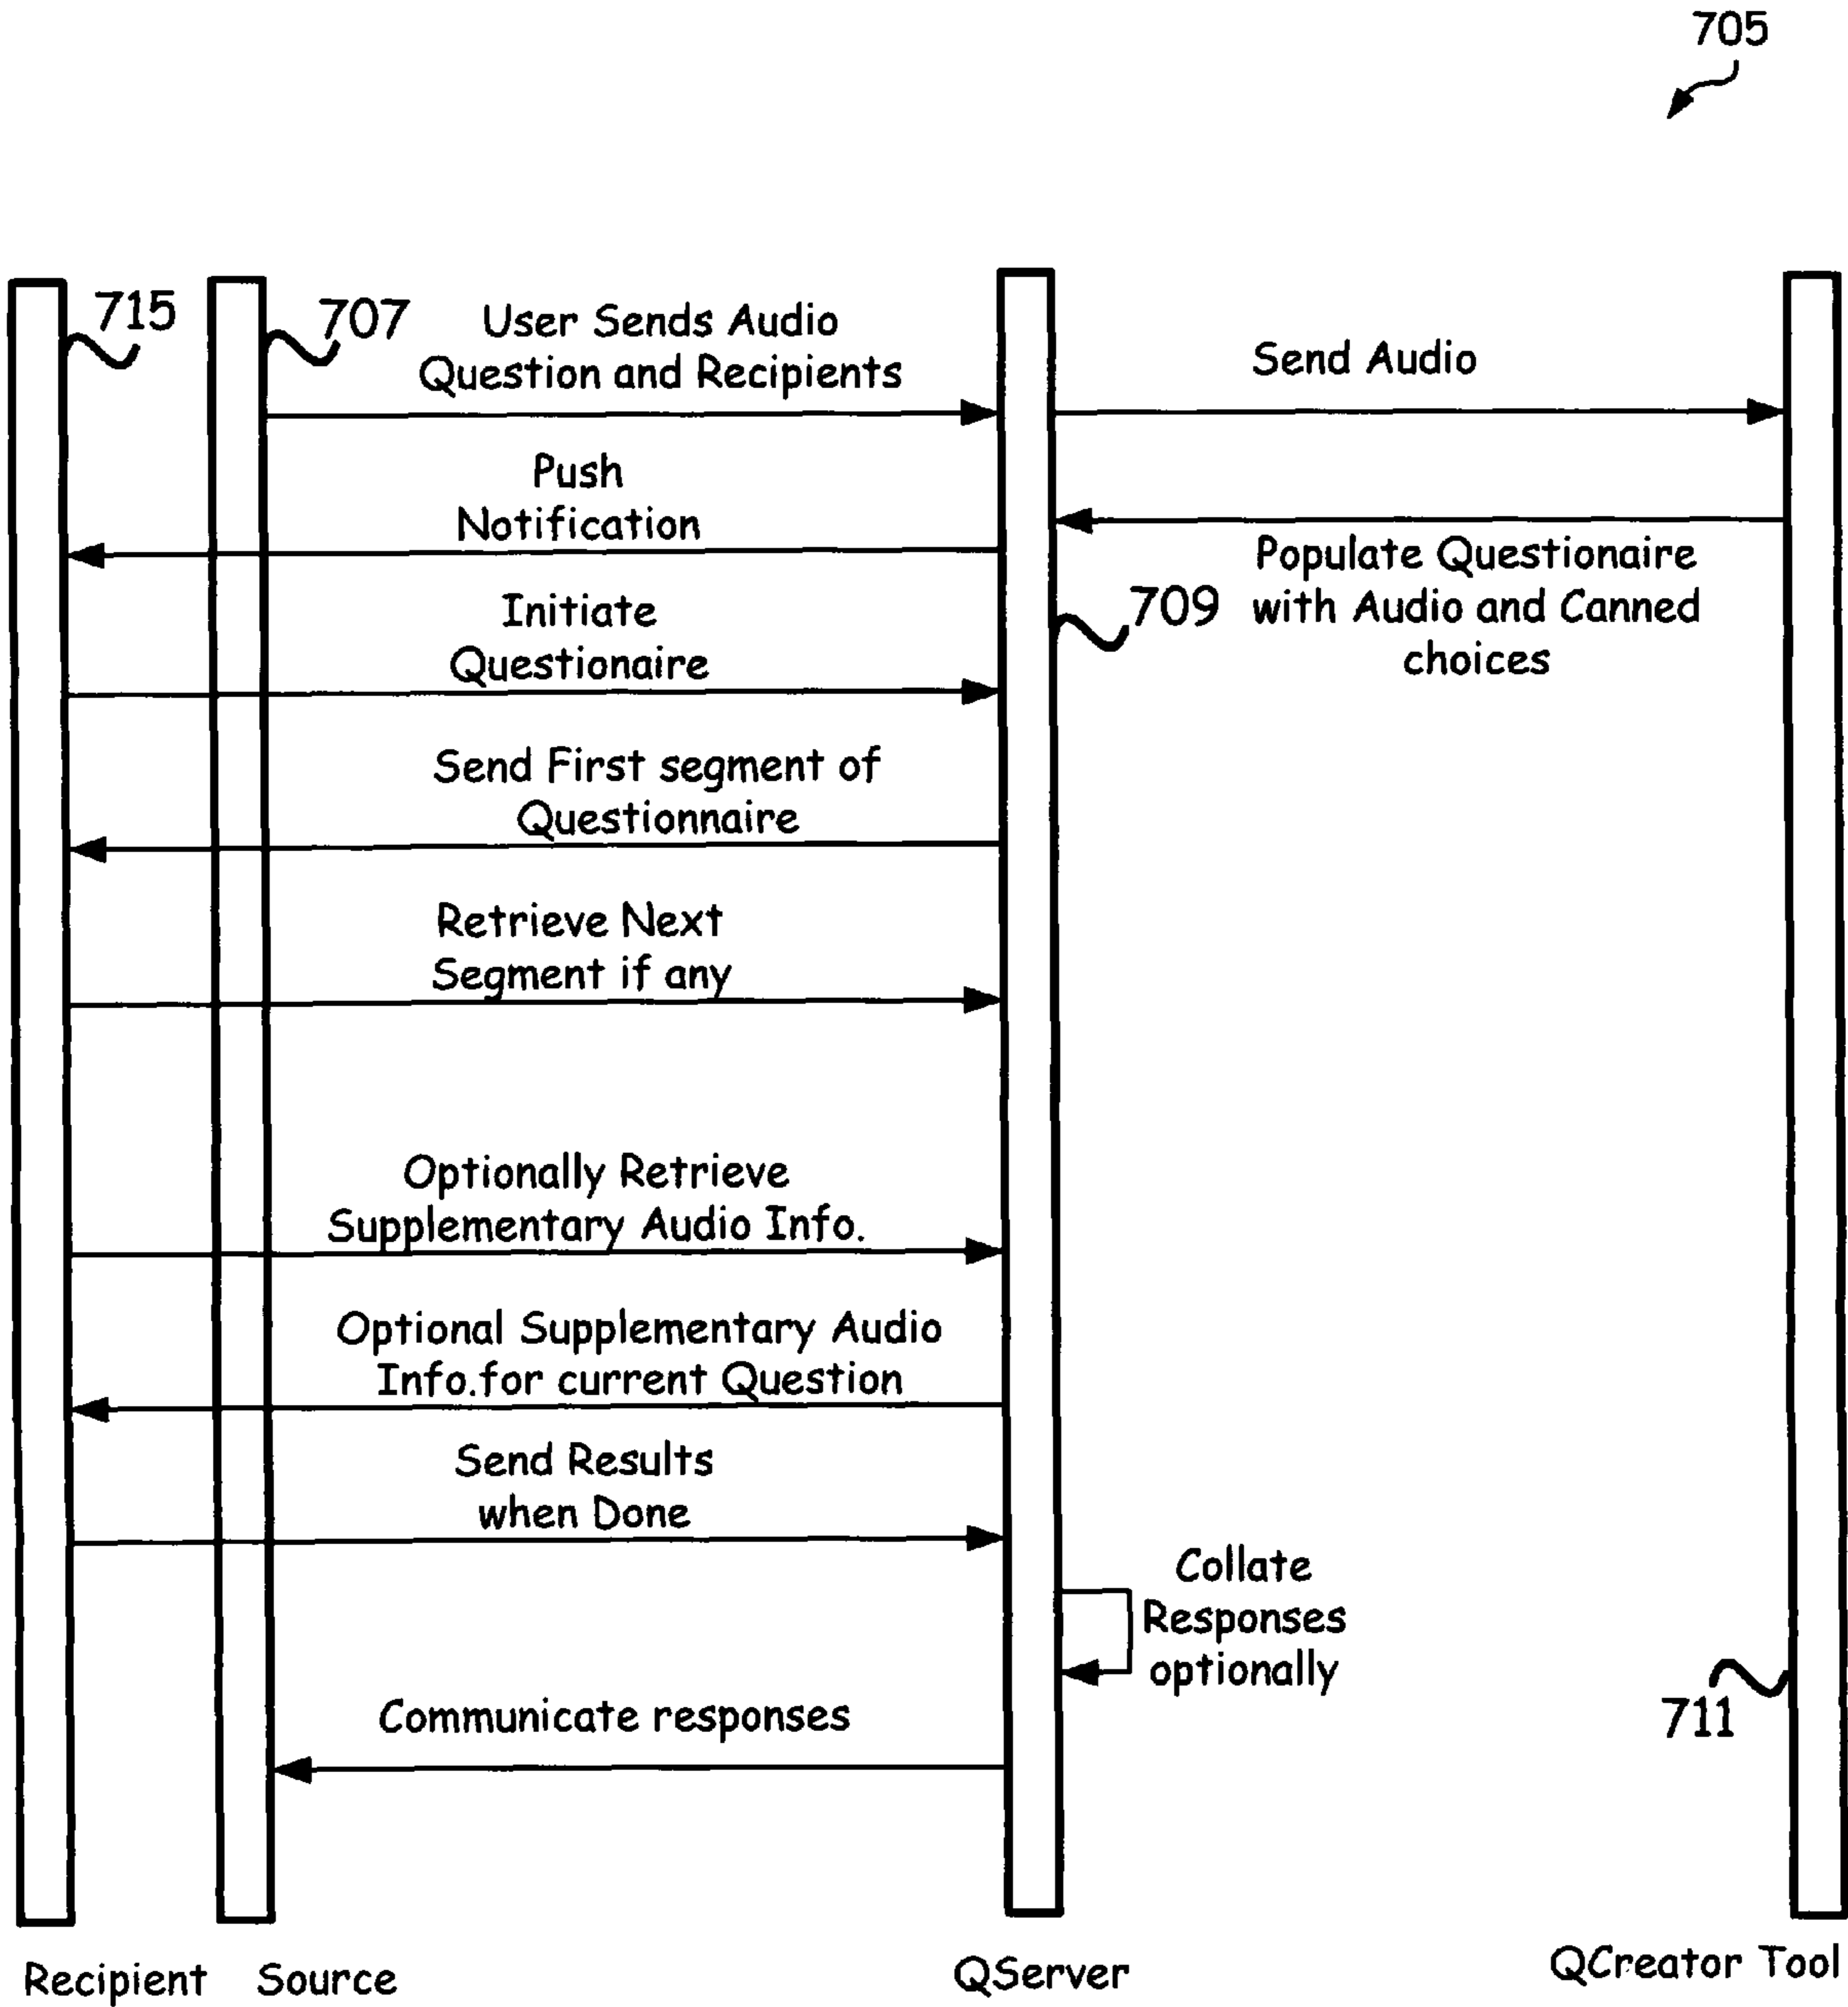 705
715
707
User Sends Audio
Question and Recipients
Send Audio
Push
Notification
Populate Questionaire
with Audio and Canned
choices
709
Initiate
Questionaire
Send First segment of
Questionnaire
Retrieve Next
Segment if any
Optionally Retrieve
Supplementary Audio Info.
Optional Supplementary Audio
Info.for current Question
Send Results
when Done
Collate
Responses
optionally
711
Communicate responses
Recipient
Source
QServer
QCreator Tool